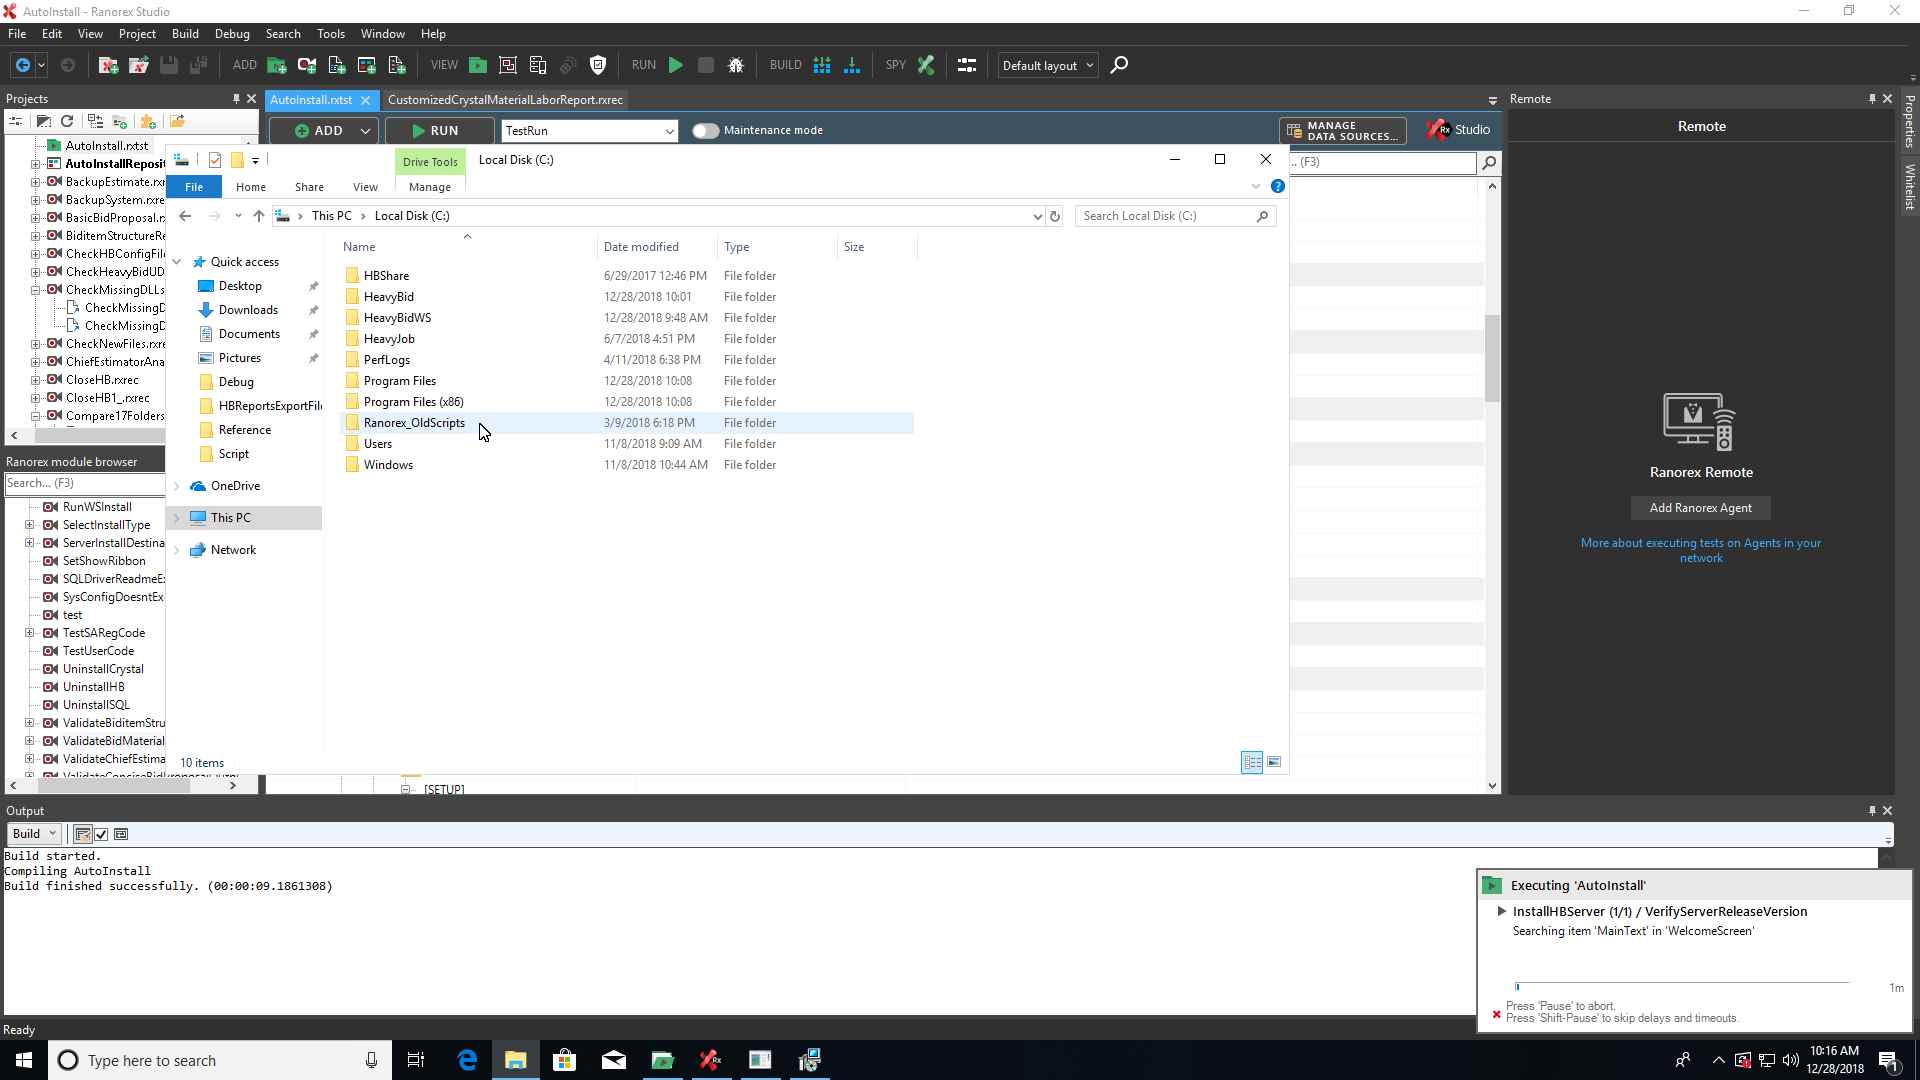 AutoInstall - Ranorex Studio
File Edit View Project Build Debug Search Tools Window Help
ADD VIEW RUN BUILD SPY Default layout
Projects
AutoInstall.rxtst CustomizedCrystalMaterialLaborReport.rxrec
Remote
ADD RUN TestRun Maintenance mode MANAGE DATA SOURCES... Rx Studio
Remote
Properties
Whitelist
AutoInstall.rxtst
AutoInstallReposit
BackupEstimate.rxr
BackupSystem.rxre
BasicBidProposal.r
BiditemStructureRe
CheckHBConfigFil
CheckHeavyBidUD
CheckMissingDLLs
CheckMissingD
CheckMissingD
CheckNewFiles.rxre
ChiefEstimatorAna
CloseHB.rxrec
CloseHB1_.rxrec
Compare17Folders
Drive Tools Local Disk (C:)
.. (F3)
File Home Share View Manage
This PC Local Disk (C:) Search Local Disk (C:)
Name Date modified Type Size
Quick access
Desktop
Downloads
Documents
Pictures
Debug
HBReportsExportFil
Reference
Script
OneDrive
This PC
Network
HBShare 6/29/2017 12:46 PM File folder
HeavyBid 12/28/2018 10:01 File folder
HeavyBidWS 12/28/2018 9:48 AM File folder
HeavyJob 6/7/2018 4:51 PM File folder
PerfLogs 4/11/2018 6:38 PM File folder
Program Files 12/28/2018 10:08 File folder
Program Files (x86) 12/28/2018 10:08 File folder
Ranorex_OldScripts 3/9/2018 6:18 PM File folder
Users 11/8/2018 9:09 AM File folder
Windows 11/8/2018 10:44 AM File folder
10 items
Ranorex Remote
Add Ranorex Agent
More about executing tests on Agents in your
network
Ranorex module browser
Search... (F3)
RunWSInstall
SelectInstallType
ServerInstallDestina
SetShowRibbon
SQLDriverReadmeEx
SysConfigDoesntEx
test
TestSARegCode
TestUserCode
UninstallCrystal
UninstallHB
UninstallSQL
ValidateBiditemStru
ValidateBidMaterial
ValidateChiefEstima
[SETUP]
Output
Build
Build started.
Compiling AutoInstall
Build finished successfully. (00:00:09.1861308)
Executing 'AutoInstall'
InstallHBServer (1/1) / VerifyServerReleaseVersion
Searching item 'MainText' in 'WelcomeScreen'
1m
Press 'Pause' to abort.
Press 'Shift-Pause' to skip delays and timeouts.
Ready
Type here to search
10:16 AM
12/28/2018
1